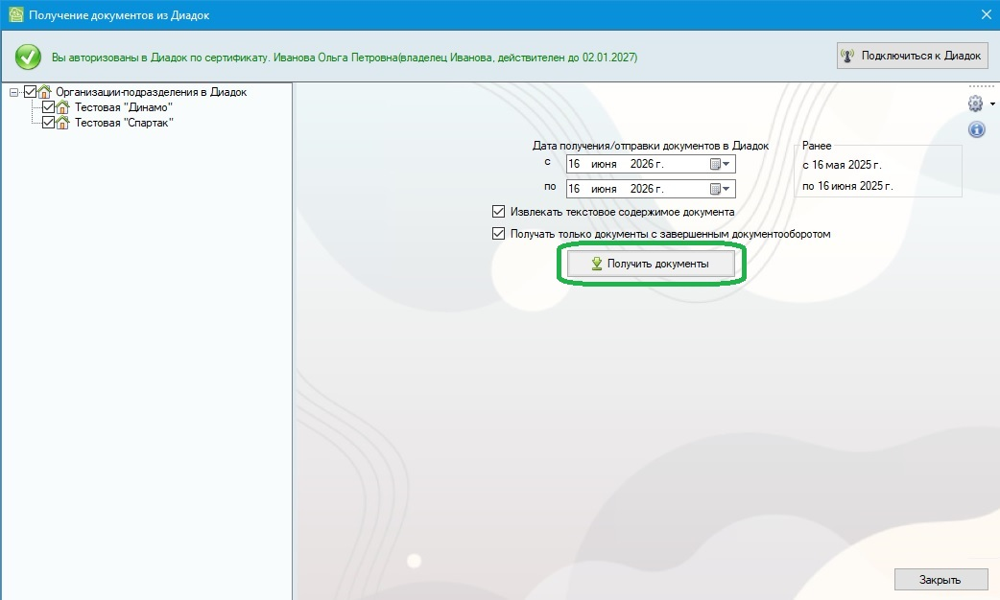 Получение документов из Диадок
Вы авторизованы в Диадок по сертификату. Иванова Ольга Петровна(владелец Иванова, действителен до 02.01.2027)
Подключиться к Диадок
Организации-подразделения в Диадок
Тестовая "Динамо"
Тестовая "Спартак"
Дата получения/отправки документов в Диадок
с 16 июня 2026 г.
по 16 июня 2026 г.
Ранее
с 16 мая 2025 г.
по 16 июня 2025 г.
Извлекать текстовое содержимое документа
Получать только документы с завершенным документооборотом
Получить документы
Закрыть